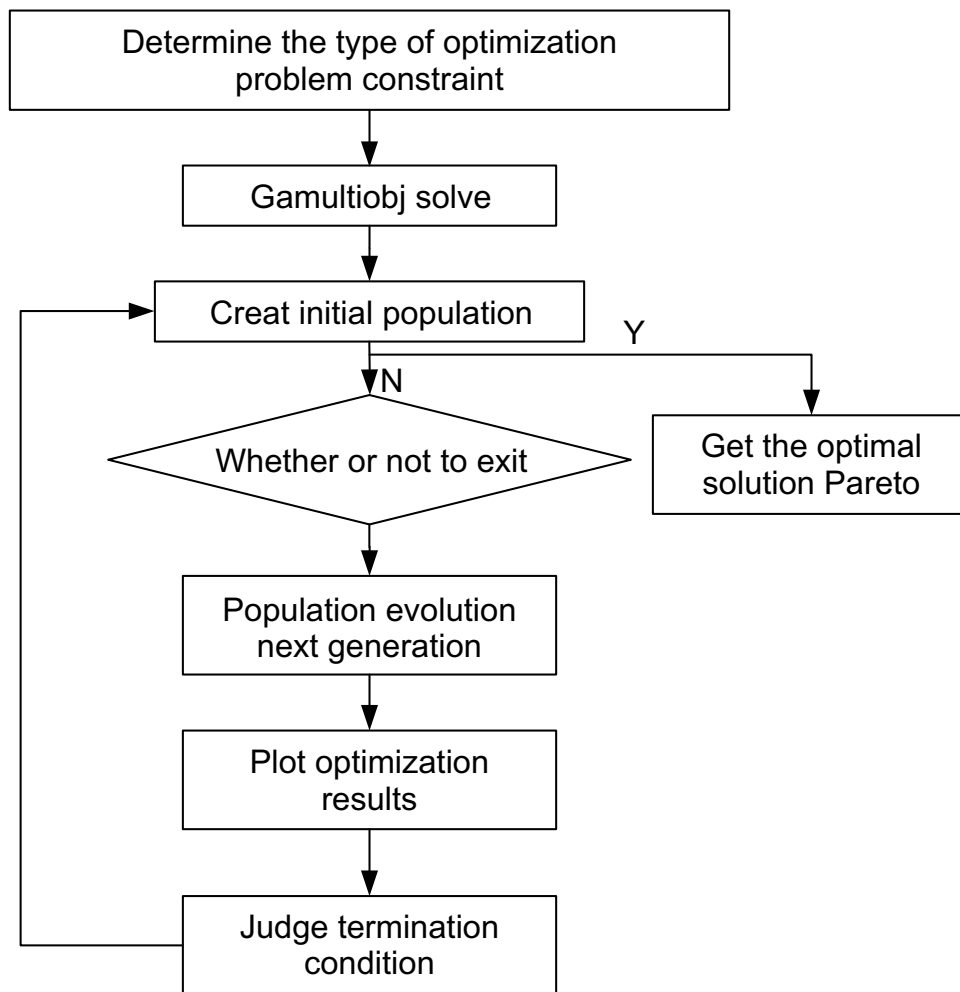 Determine the type of optimization
problem constraint
Gamultiobj solve
Creat initial population
Y
N
Whether or not to exit
Get the optimal
solution Pareto
Population evolution
next generation
Plot optimization
results
Judge termination
condition